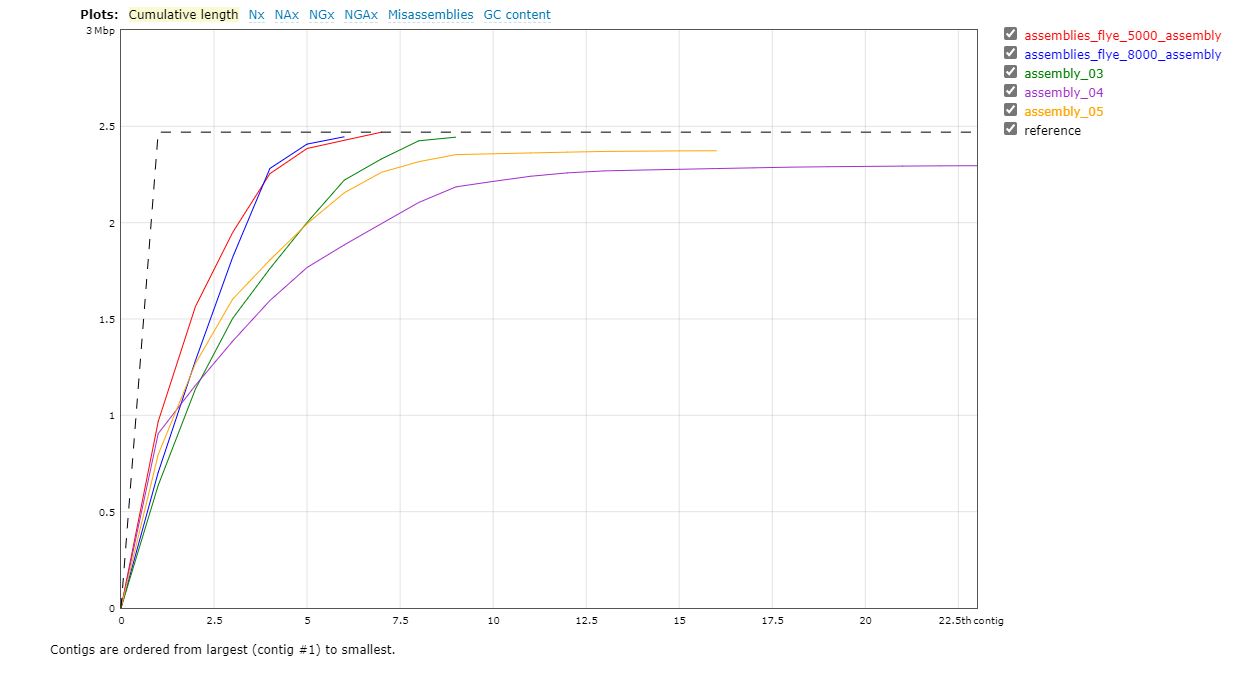 Plots: Cumulative length Nx NAx NGx NGAx Misassemblies GC content
3 Mbp
2.5
2
1.5
1
0.5
0
0 2.5 5 7.5 10 12.5 15 17.5 20 22.5th contig
assemblies_flye_5000_assembly
assemblies_flye_8000_assembly
assembly_03
assembly_04
assembly_05
reference
Contigs are ordered from largest (contig #1) to smallest.